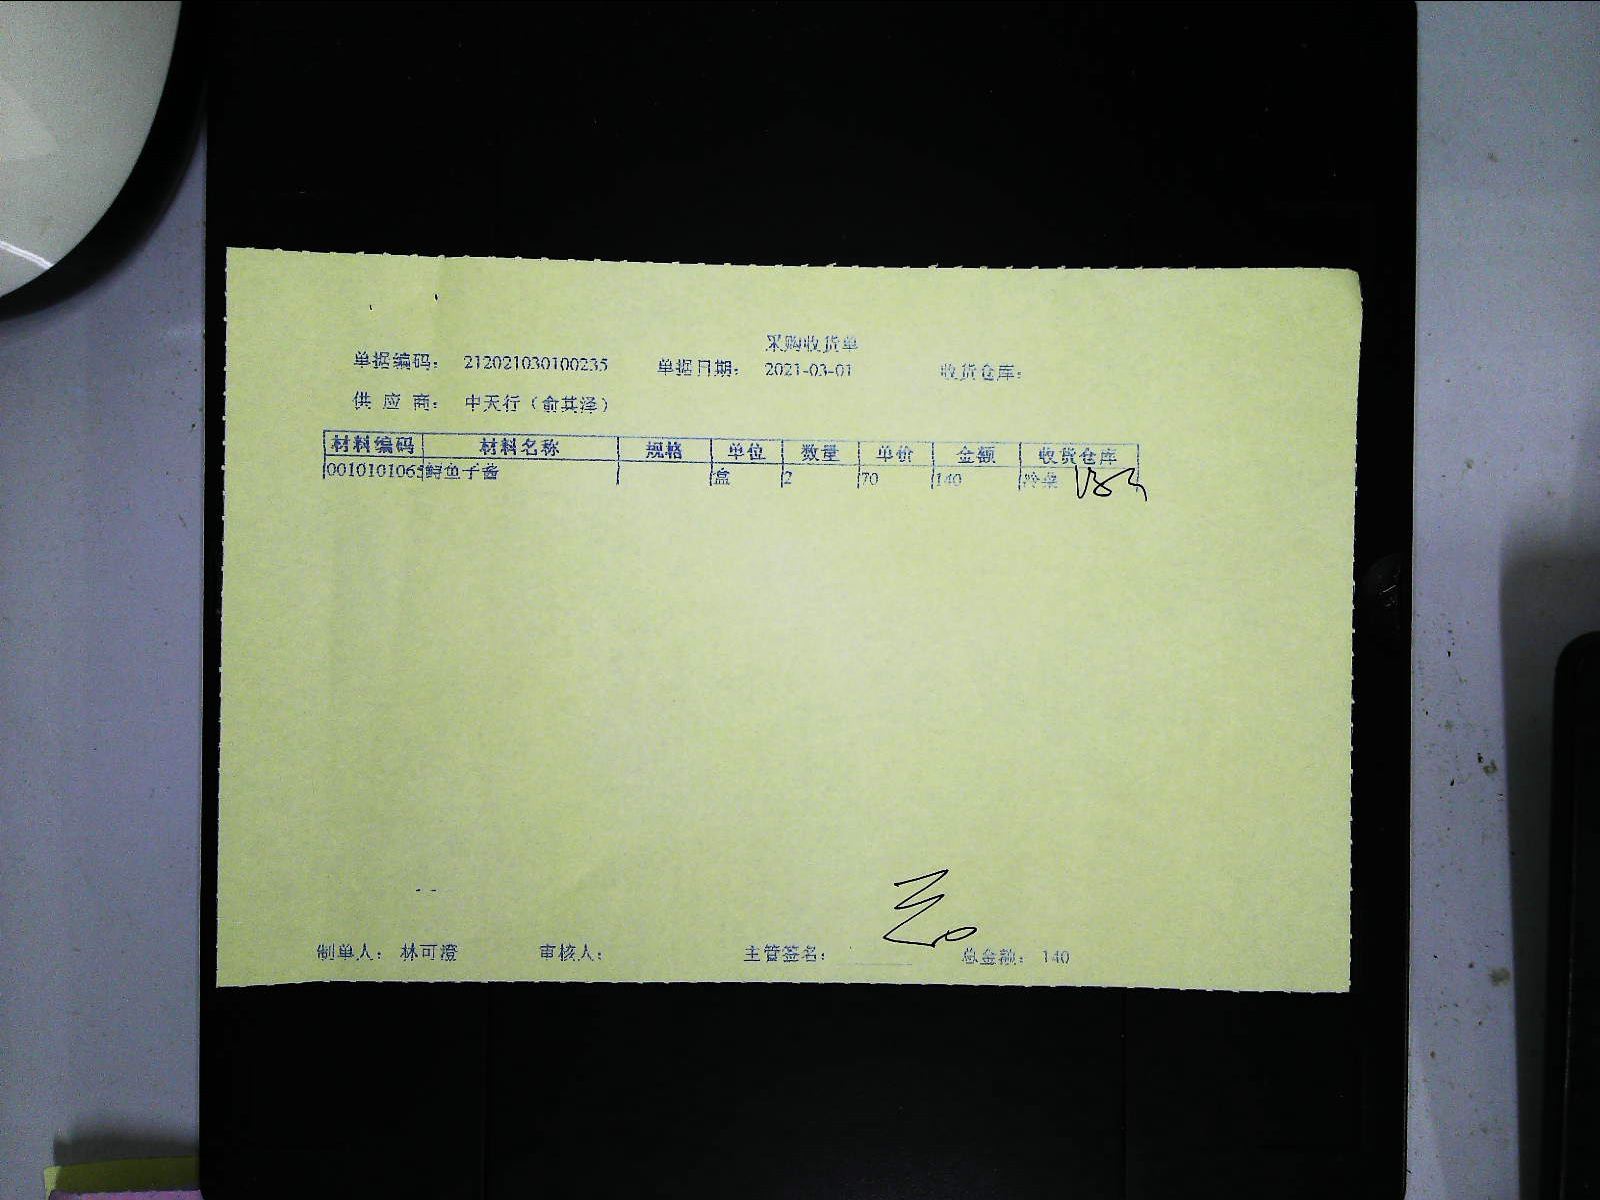 采购收货单
单据编码： 212021030100235 单据日期： 2021-03-01 收货仓库：
供 应 商： 中天行（俞其泽）
材料编码 材料名称 规格 单位 数量 单价 金额 收货仓库
0010101065 鲟鱼子酱 盒 2 70 140 冷菜
制单人： 林可澄 审核人： 主管签名： 总金额： 140